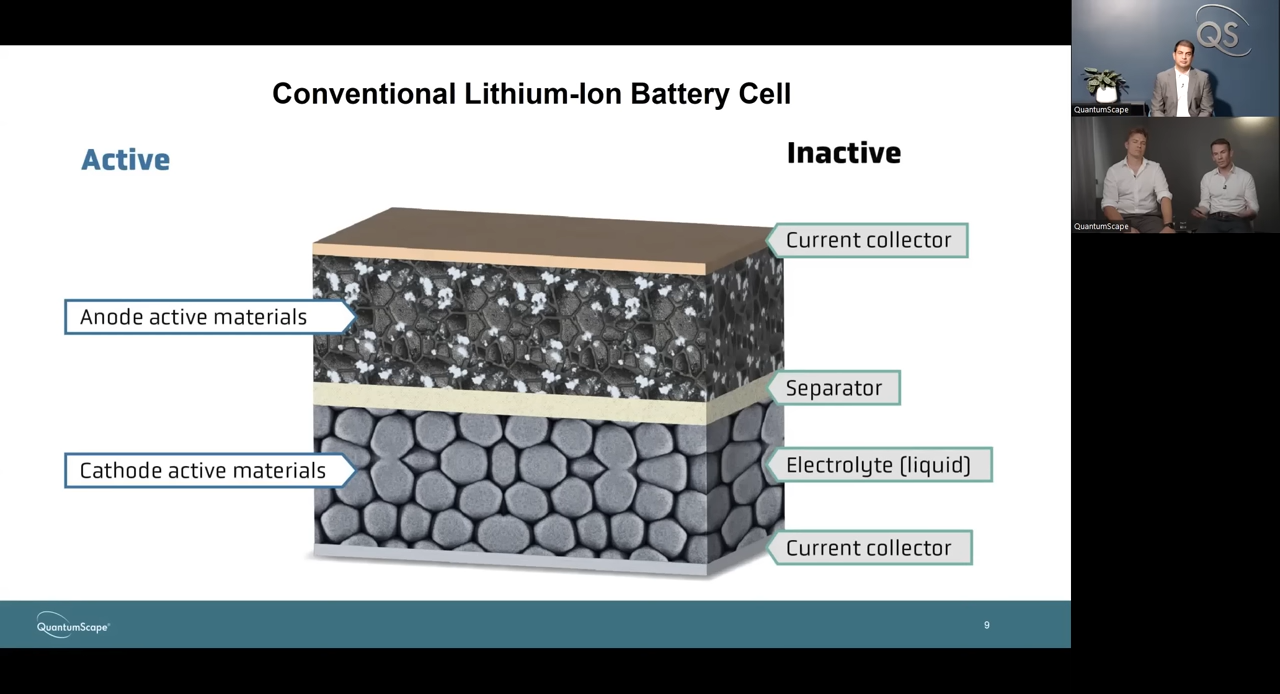 Conventional Lithium-Ion Battery Cell
Active
Inactive
Current collector
Anode active materials
Separator
Electrolyte (liquid)
Cathode active materials
Current collector
QuantumScape
9
QS
QuantumScape
QuantumScape